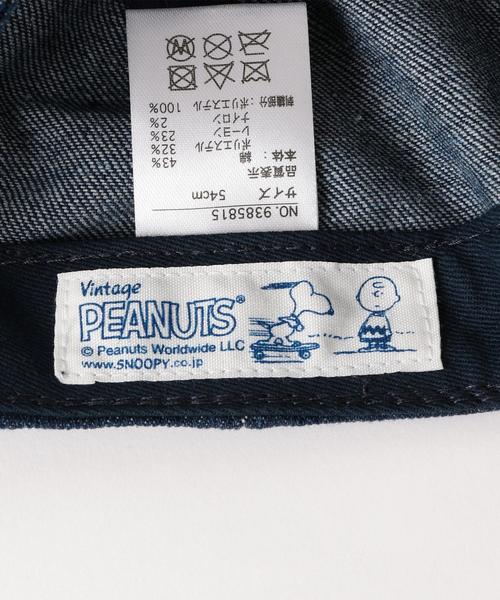 NO.9385815
サイズ 54cm
品質表示
本体 : 綿 43%
ポリエステル 32%
レーヨン 23%
ナイロン 2%
刺繍部分 : ポリエステル 100%
Vintage
PEANUTS®
© Peanuts Worldwide LLC
www.SNOOPY.co.jp